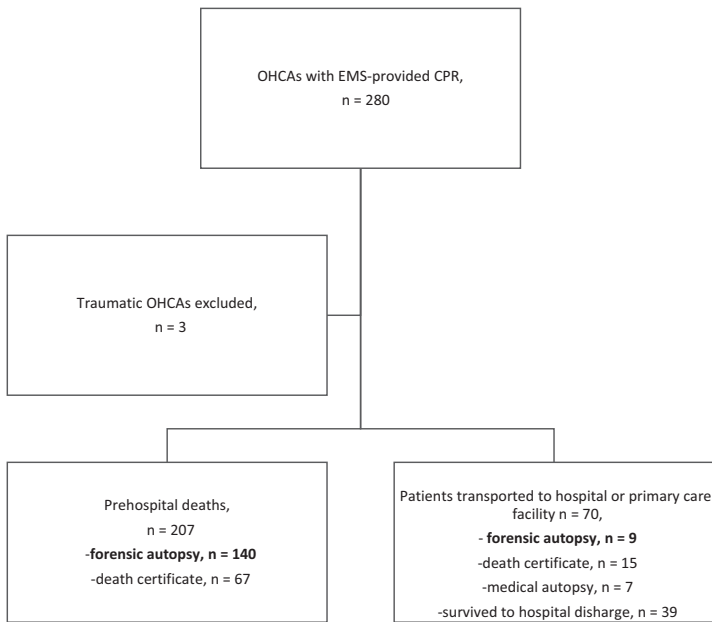 OHCAs with EMS-provided CPR,
n = 280
Traumatic OHCAs excluded,
n = 3
Prehospital deaths,
n = 207
-forensic autopsy, n = 140
-death certificate, n = 67
Patients transported to hospital or primary care
facility n = 70,
- forensic autopsy, n = 9
-death certificate, n = 15
-medical autopsy, n = 7
-survived to hospital disharge, n = 39